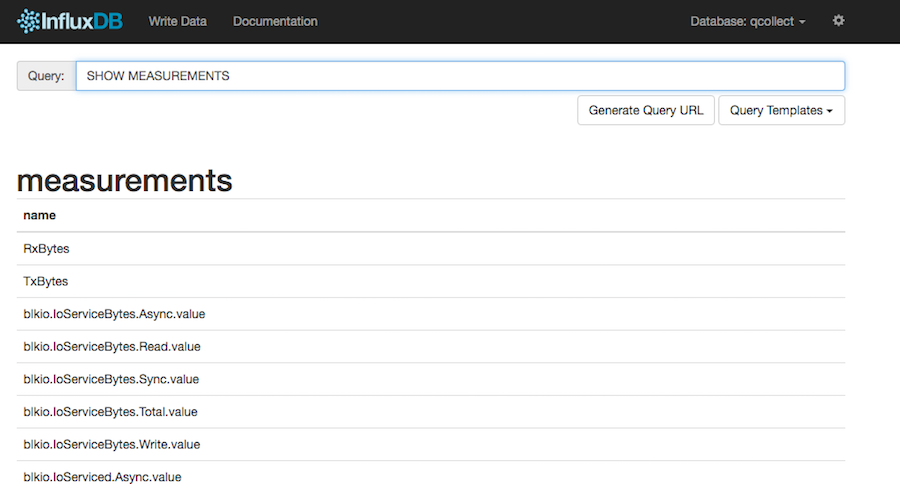 InfluxDB Write Data Documentation Database: qcollect
Query: SHOW MEASUREMENTS
Generate Query URL Query Templates
measurements
name
RxBytes
TxBytes
blkio.IoServiceBytes.Async.value
blkio.IoServiceBytes.Read.value
blkio.IoServiceBytes.Sync.value
blkio.IoServiceBytes.Total.value
blkio.IoServiceBytes.Write.value
blkio.IoServiced.Async.value